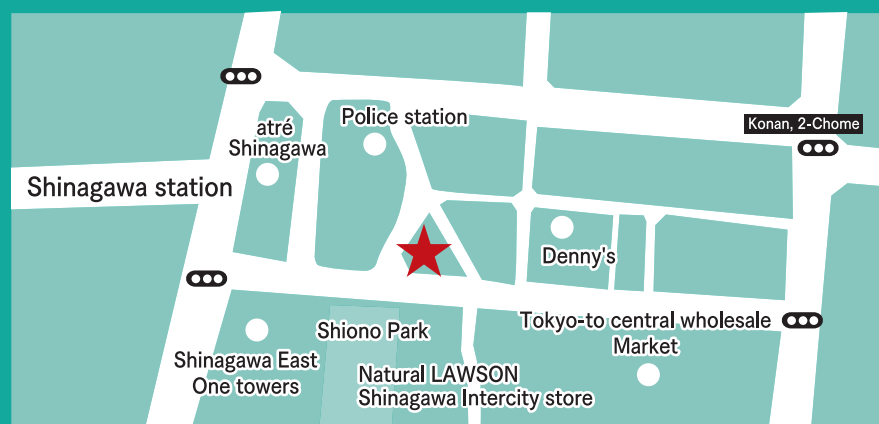 Police station
Konan, 2-Chome
atré
Shinagawa
Shinagawa station
Denny's
Tokyo-to central wholesale
Market
Shiono Park
Shinagawa East
One towers
Natural LAWSON
Shinagawa Intercity store